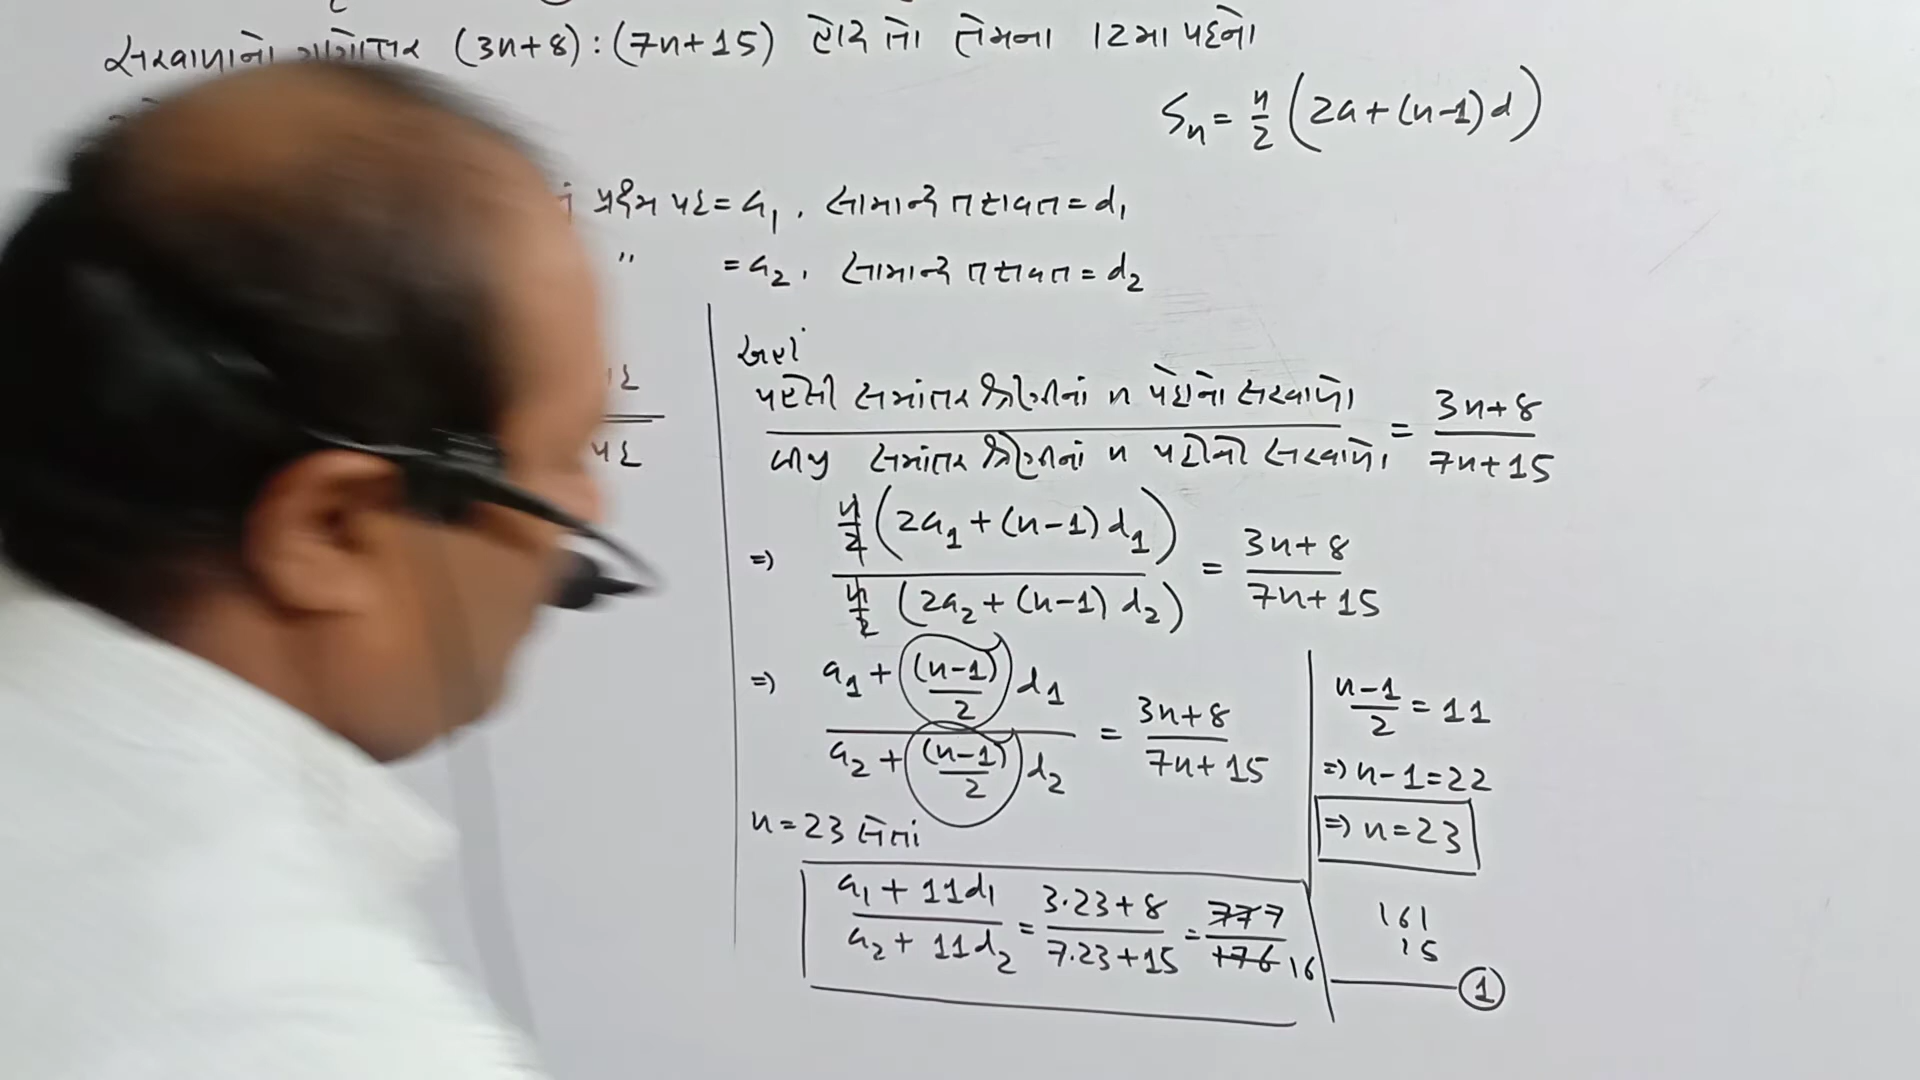 સરવાળાનો ગુણોત્તર (3n+8):(7n+15) હોય તો તેમના 12મા પદનો
Sn = n/2 (2a+(n-1)d)
પ્રથમ પદ = a1, સામાન્ય તફાવત = d1
" = a2, સામાન્ય તફાવત = d2
પદ
પદ
અહીં
પહેલી સમાંતર શ્રેણીનાં n પદોનો સરવાળો / બીજી સમાંતર શ્રેણીનાં n પદોનો સરવાળો = 3n+8 / 7n+15
⇒ n/2 (2a1+(n-1)d1) / n/2 (2a2+(n-1)d2) = 3n+8 / 7n+15
⇒ a1 + (n-1)/2 d1 / a2 + (n-1)/2 d2 = 3n+8 / 7n+15
n=23 લેતાં
a1+11d1 / a2+11d2 = 3·23+8 / 7·23+15 = 77 7 / 176 16
n-1/2 = 11
⇒ n-1=22
⇒ n=23
161
15
1